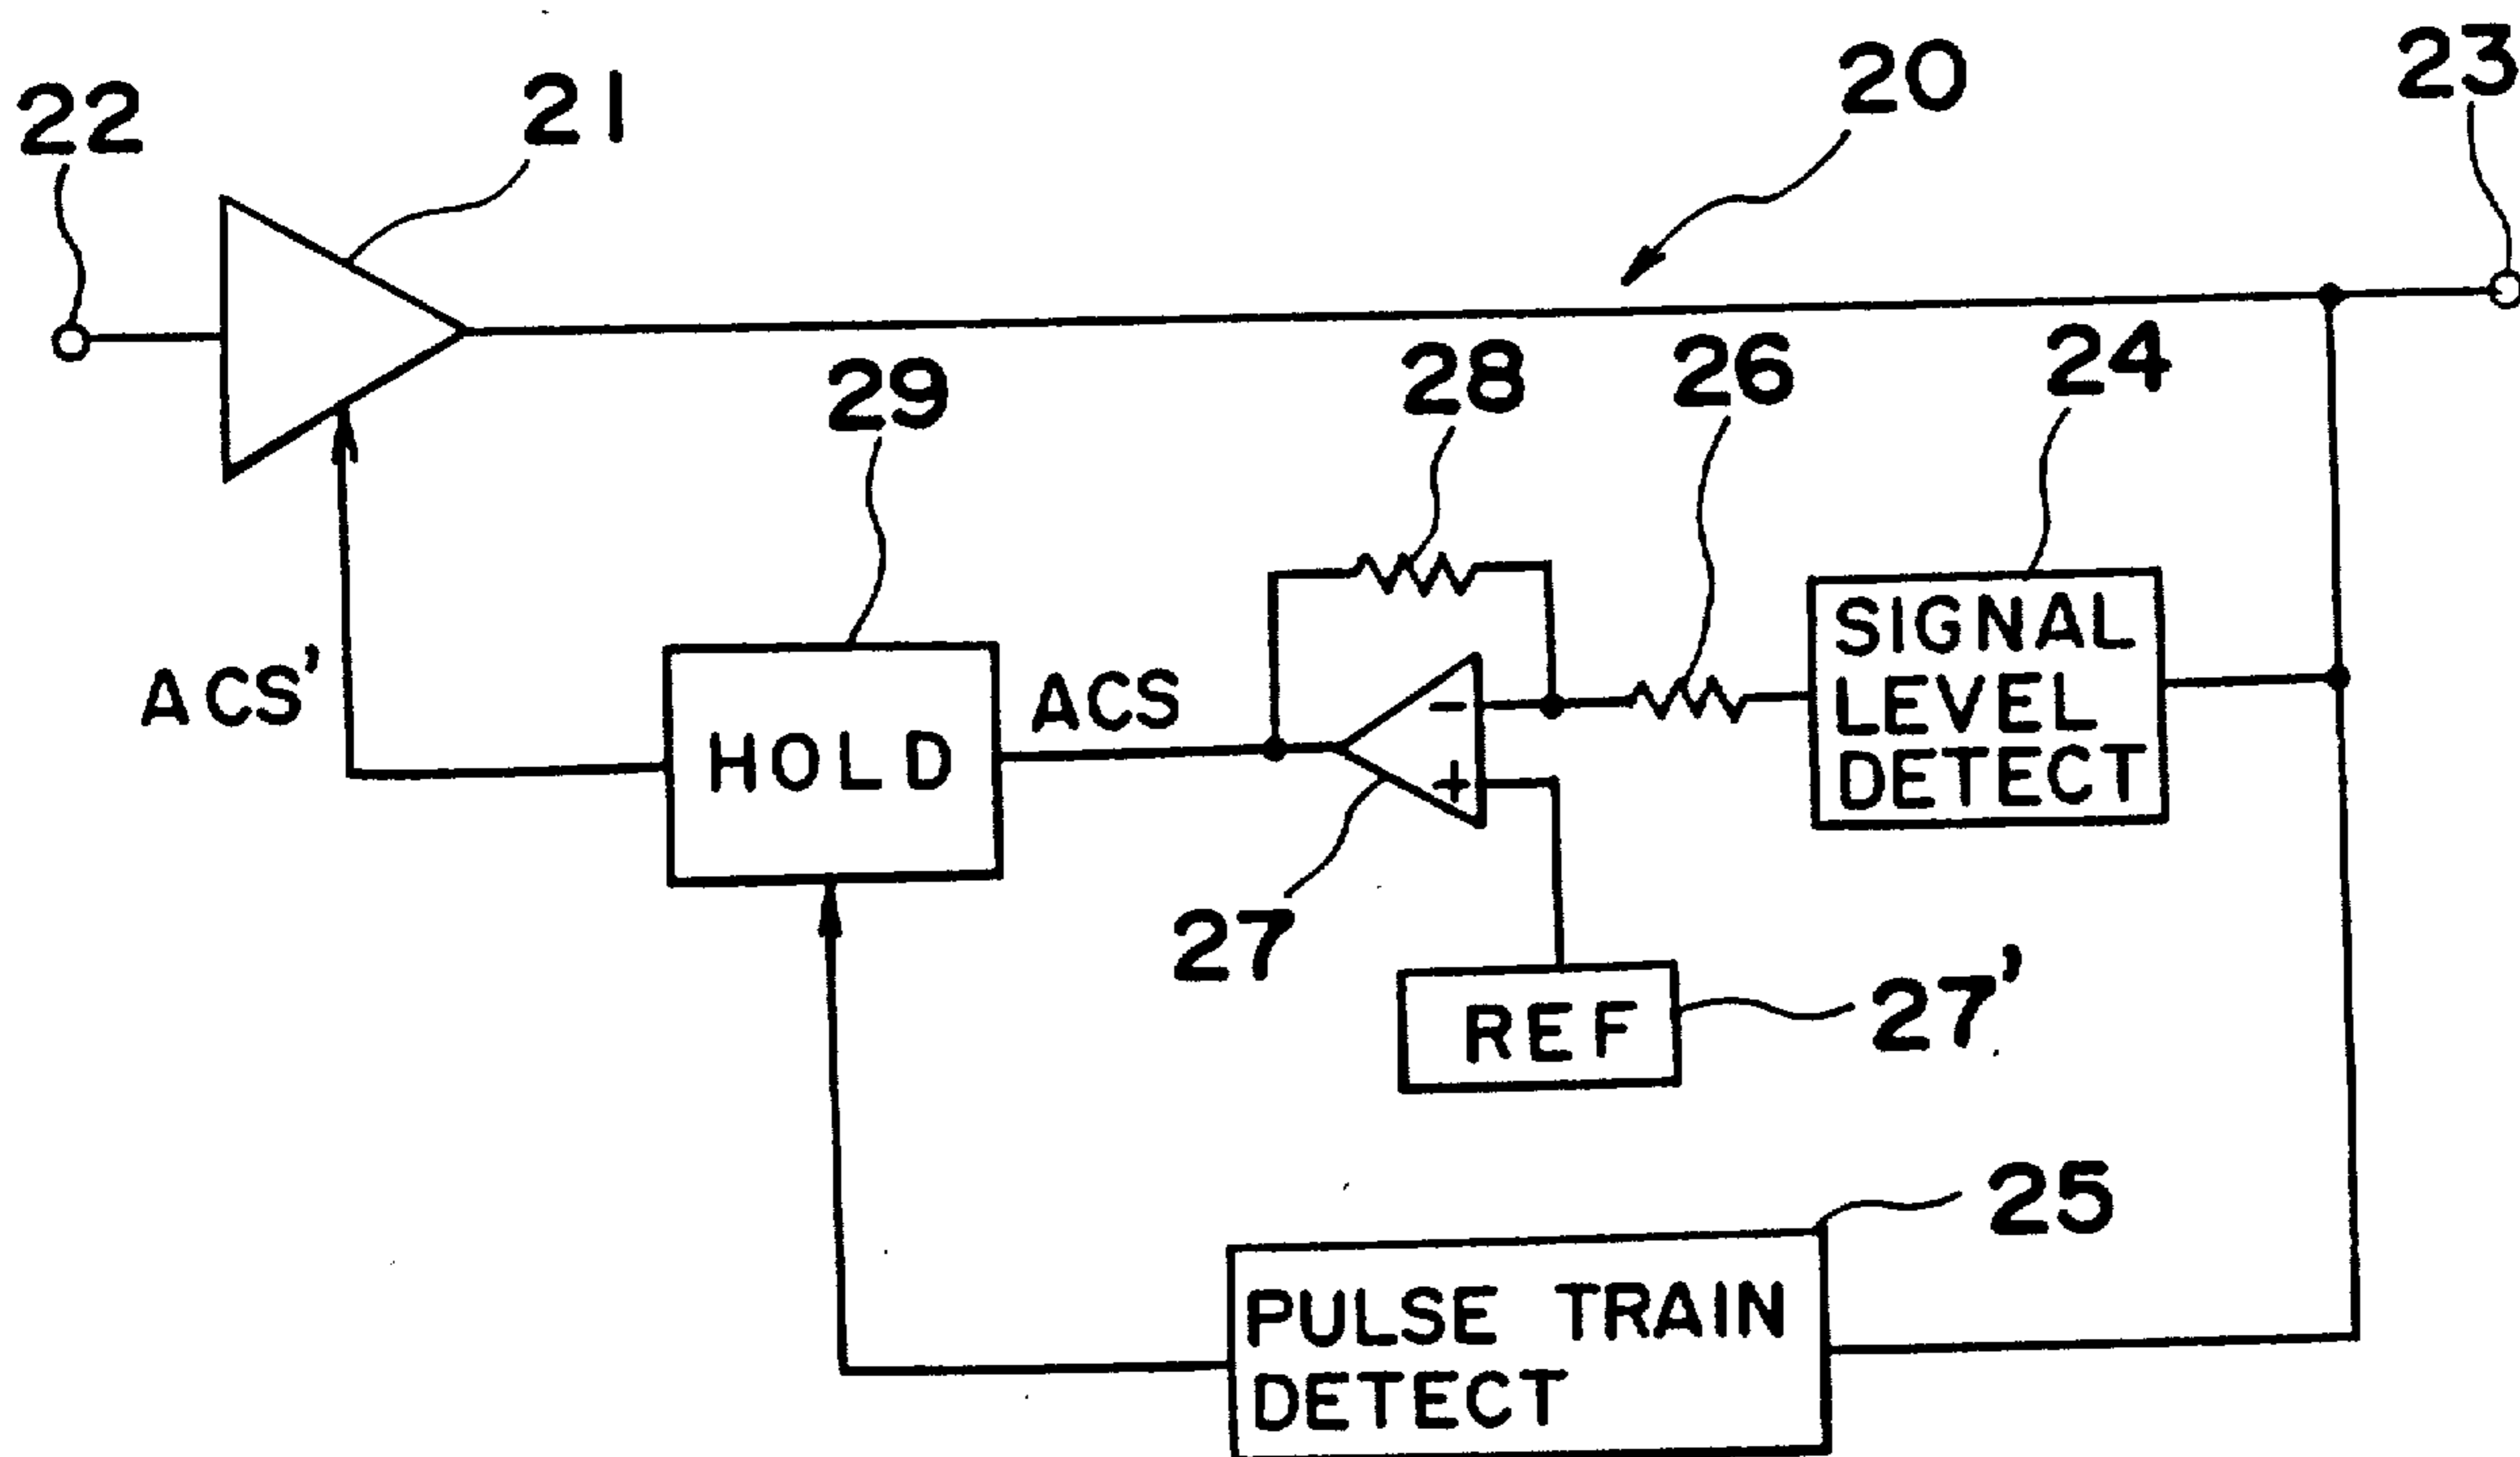 22
21
20
23
29
28
26
24
SIGNAL
LEVEL
DETECT
ACS'
HOLD
ACS
-
+
27
REF
27'
25
PULSE TRAIN
DETECT